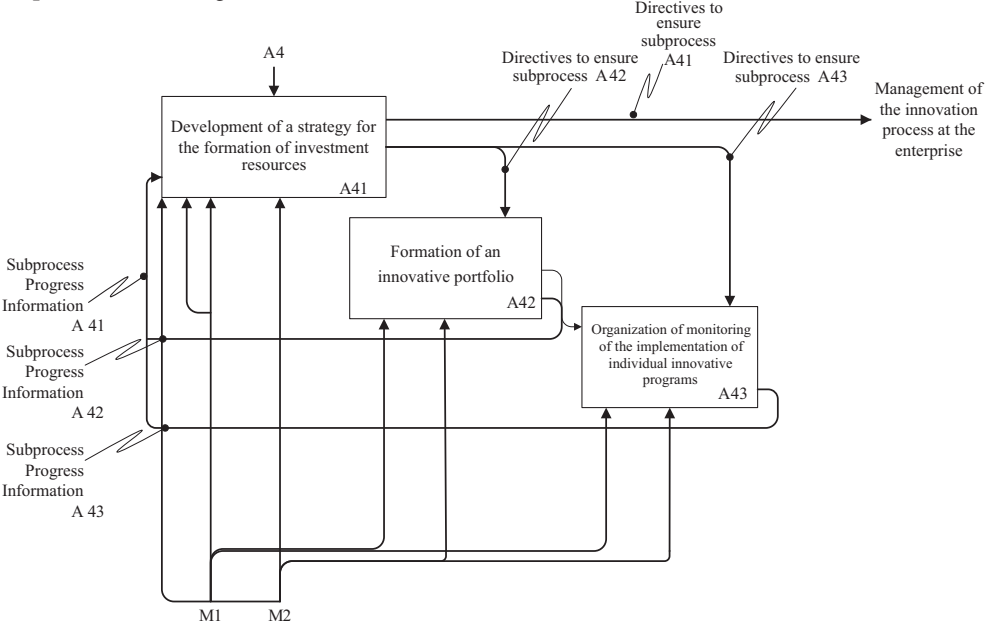 Directives to
ensure
subprocess
A41
Directives to ensure
subprocess A42
Directives to ensure
subprocess A43
A4
Management of
the innovation
process at the
enterprise
Development of a strategy for
the formation of investment
resources
A41
Formation of an
innovative portfolio
A42
Subprocess
Progress
Information
A 41
Organization of monitoring
of the implementation of
individual innovative
programs
A43
Subprocess
Progress
Information
A 42
Subprocess
Progress
Information
A 43
M1
M2